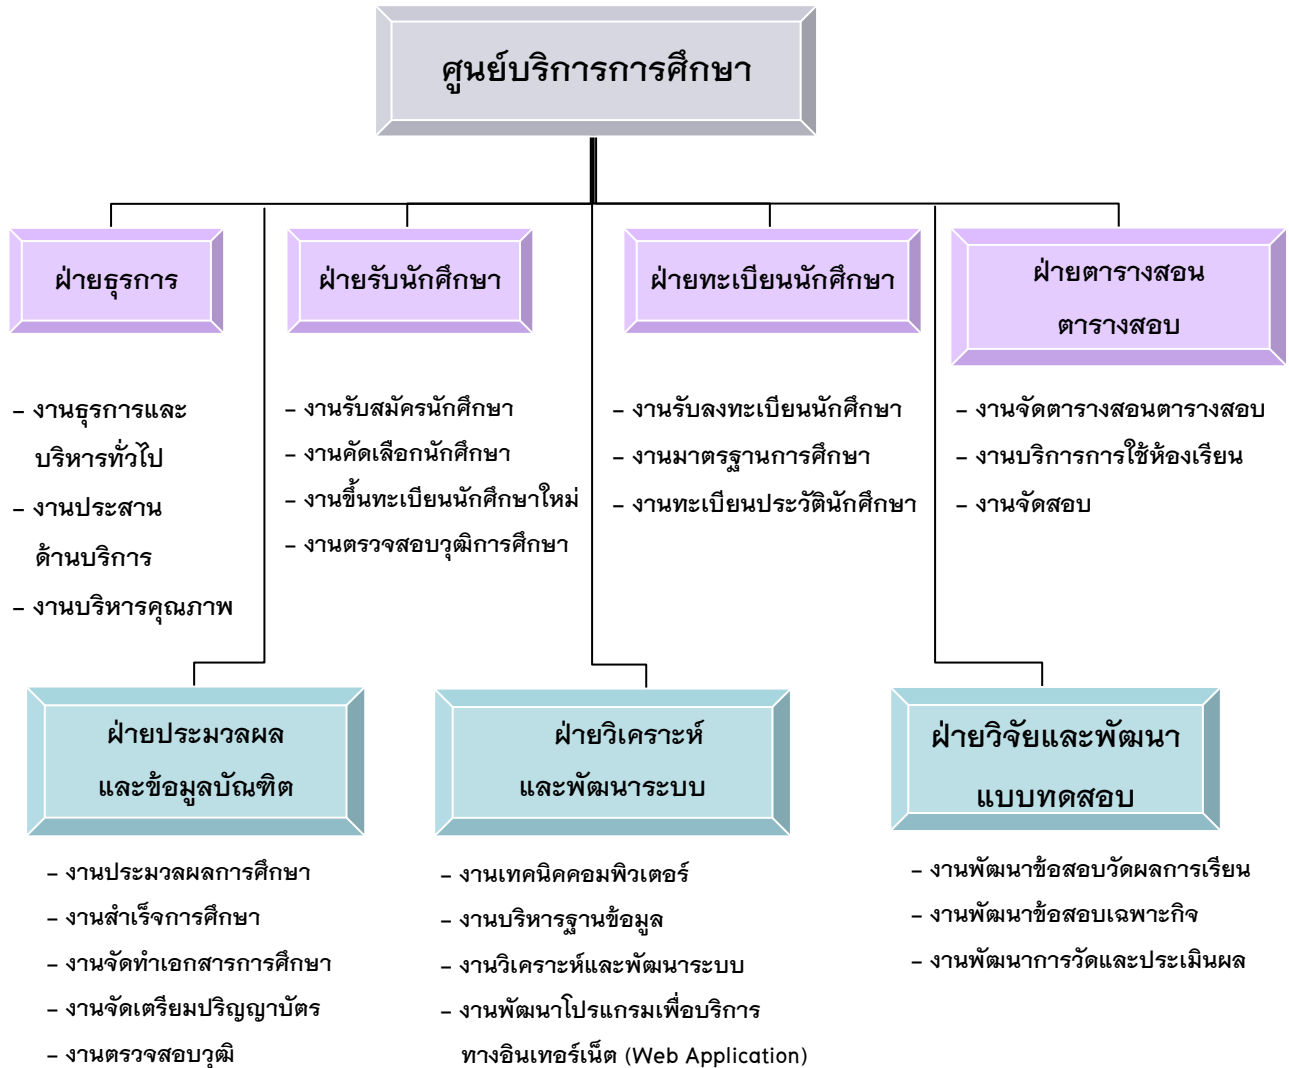 ศูนย์บริการการศึกษา
ฝ่ายธุรการ
- งานธุรการและ
บริหารทั่วไป
- งานประสาน
ด้านบริการ
- งานบริหารคุณภาพ
ฝ่ายรับนักศึกษา
- งานรับสมัครนักศึกษา
- งานคัดเลือกนักศึกษา
- งานขึ้นทะเบียนนักศึกษาใหม่
- งานตรวจสอบวุฒิการศึกษา
ฝ่ายทะเบียนนักศึกษา
- งานรับลงทะเบียนนักศึกษา
- งานมาตรฐานการศึกษา
- งานทะเบียนประวัตินักศึกษา
ฝ่ายตารางสอน
ตารางสอบ
- งานจัดตารางสอนตารางสอบ
- งานบริการการใช้ห้องเรียน
- งานจัดสอบ
ฝ่ายประมวลผล
และข้อมูลบัณฑิต
- งานประมวลผลการศึกษา
- งานสำเร็จการศึกษา
- งานจัดทำเอกสารการศึกษา
- งานจัดเตรียมปริญญาบัตร
- งานตรวจสอบวุฒิ
ฝ่ายวิเคราะห์
และพัฒนาระบบ
- งานเทคนิคคอมพิวเตอร์
- งานบริหารฐานข้อมูล
- งานวิเคราะห์และพัฒนาระบบ
- งานพัฒนาโปรแกรมเพื่อบริการ
ทางอินเทอร์เน็ต (Web Application)
ฝ่ายวิจัยและพัฒนา
แบบทดสอบ
- งานพัฒนาข้อสอบวัดผลการเรียน
- งานพัฒนาข้อสอบเฉพาะกิจ
- งานพัฒนาการวัดและประเมินผล